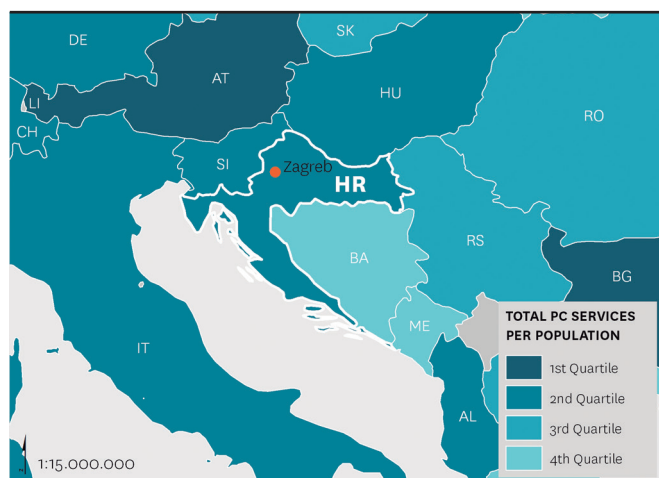 DE
SK
AT
HU
LI
RO
CH
SI
Zagreb
HR
BA
RS
BG
ME
IT
AL
TOTAL PC SERVICES
PER POPULATION
1st Quartile
2nd Quartile
3rd Quartile
4th Quartile
1:15.000.000